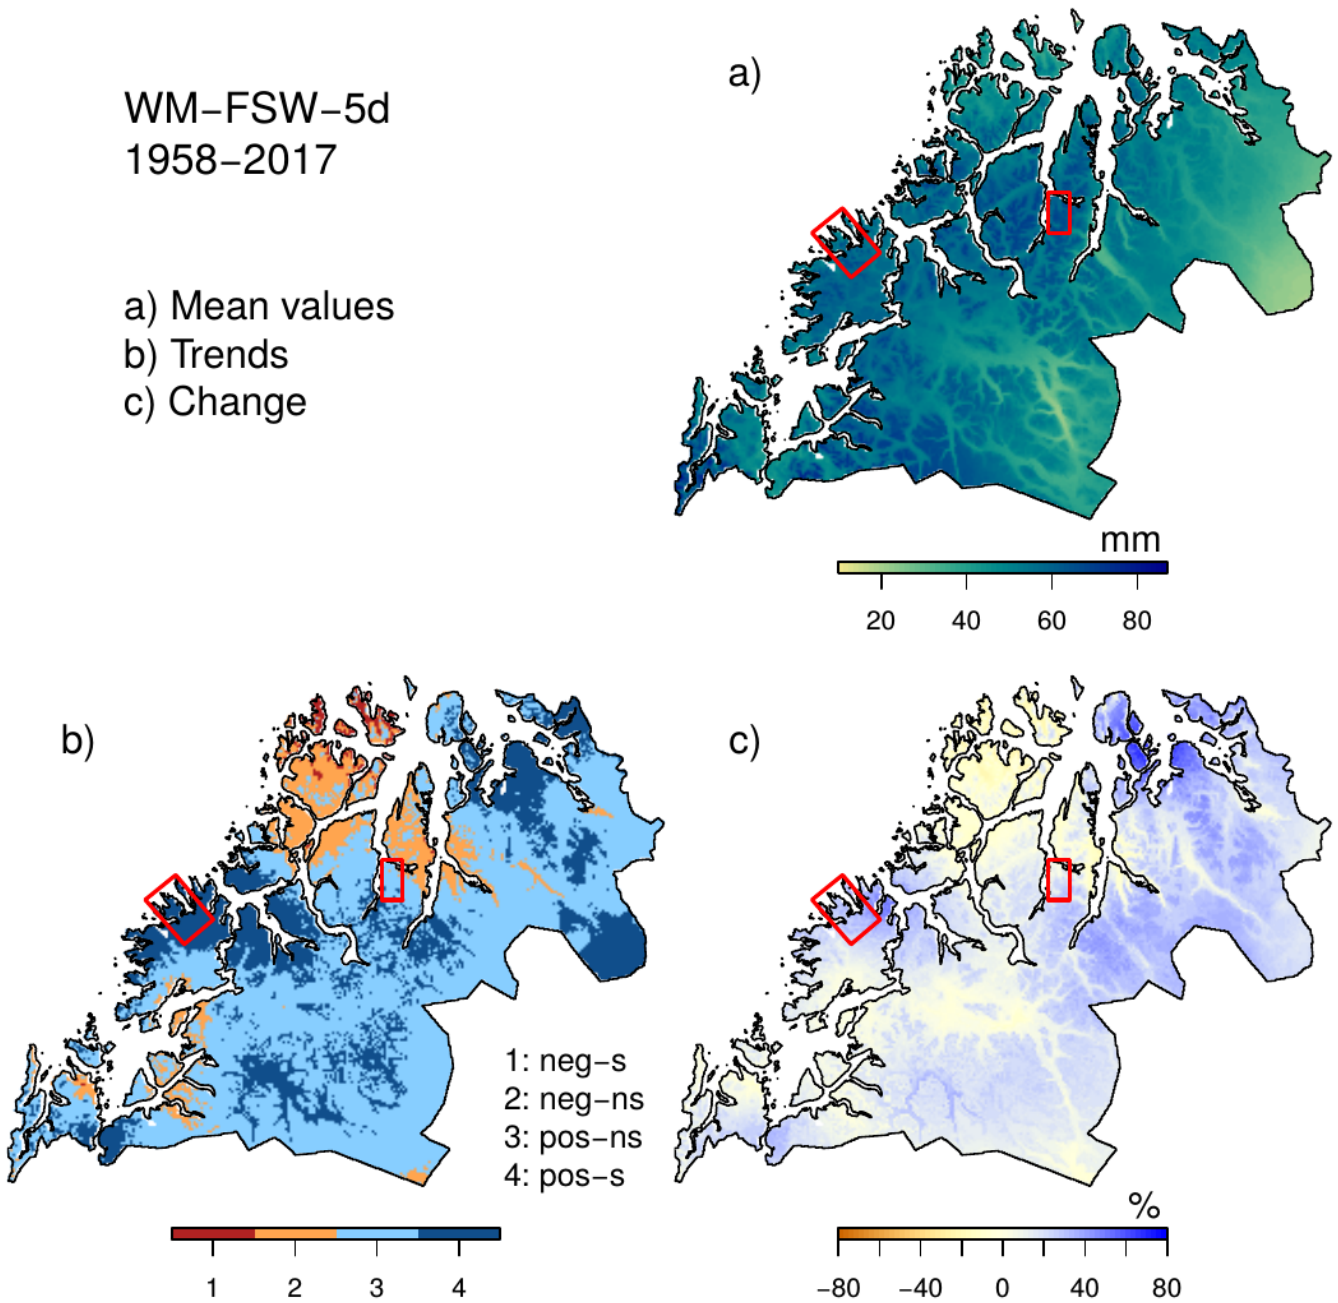 WM−FSW−5d
1958−2017
a) Mean values
b) Trends
c) Change
a)
mm
20 40 60 80
b)
1: neg−s
2: neg−ns
3: pos−ns
4: pos−s
1 2 3 4
c)
%
−80 −40 0 40 80